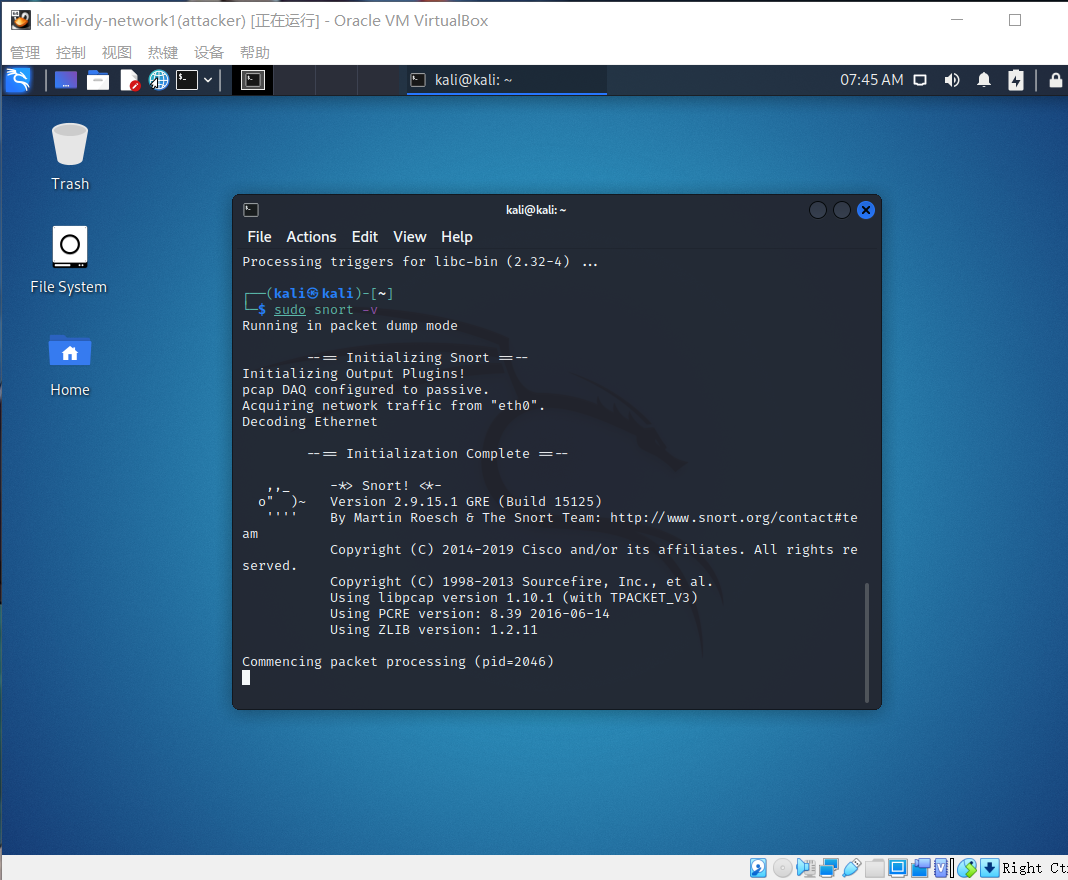 kali-virdy-network1(attacker) [正在运行] - Oracle VM VirtualBox
管理 控制 视图 热键 设备 帮助
kali@kali: ~
07:45 AM
Trash
File System
Home
kali@kali: ~
File Actions Edit View Help
Processing triggers for libc-bin (2.32-4) ...
┌──(kali㉿kali)-[~]
└─$ sudo snort -v
Running in packet dump mode
--== Initializing Snort ==--
Initializing Output Plugins!
pcap DAQ configured to passive.
Acquiring network traffic from "eth0".
Decoding Ethernet
--== Initialization Complete ==--
,,_ -*> Snort! <*-
o" )~ Version 2.9.15.1 GRE (Build 15125)
'''' By Martin Roesch & The Snort Team: http://www.snort.org/contact#te
am
Copyright (C) 2014-2019 Cisco and/or its affiliates. All rights re
served.
Copyright (C) 1998-2013 Sourcefire, Inc., et al.
Using libpcap version 1.10.1 (with TPACKET_V3)
Using PCRE version: 8.39 2016-06-14
Using ZLIB version: 1.2.11
Commencing packet processing (pid=2046)
Right Ct